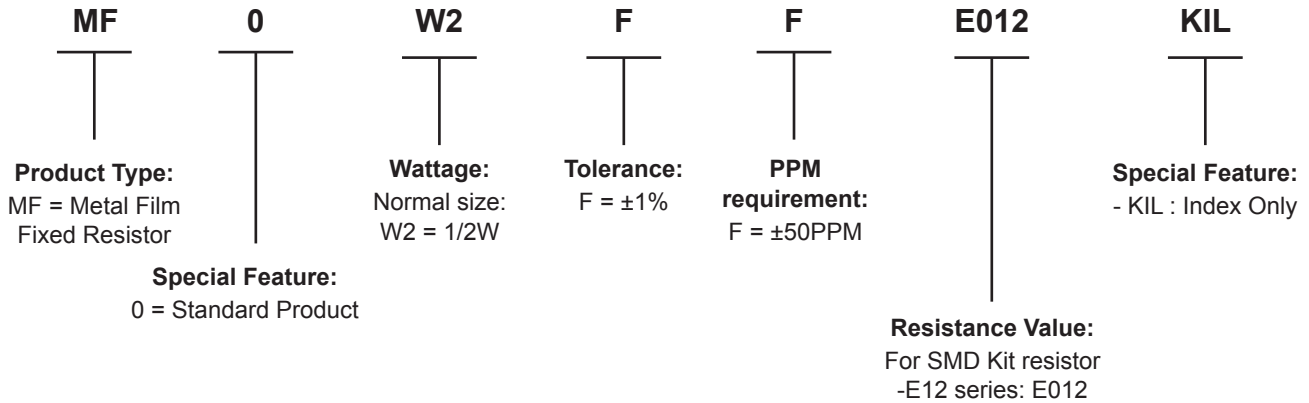 MF 0 W2 F F E012 KIL
Product Type:
MF = Metal Film
Fixed Resistor
Special Feature:
0 = Standard Product
Wattage:
Normal size:
W2 = 1/2W
Tolerance:
F = ±1%
PPM
requirement:
F = ±50PPM
Resistance Value:
For SMD Kit resistor
-E12 series: E012
Special Feature:
- KIL : Index Only